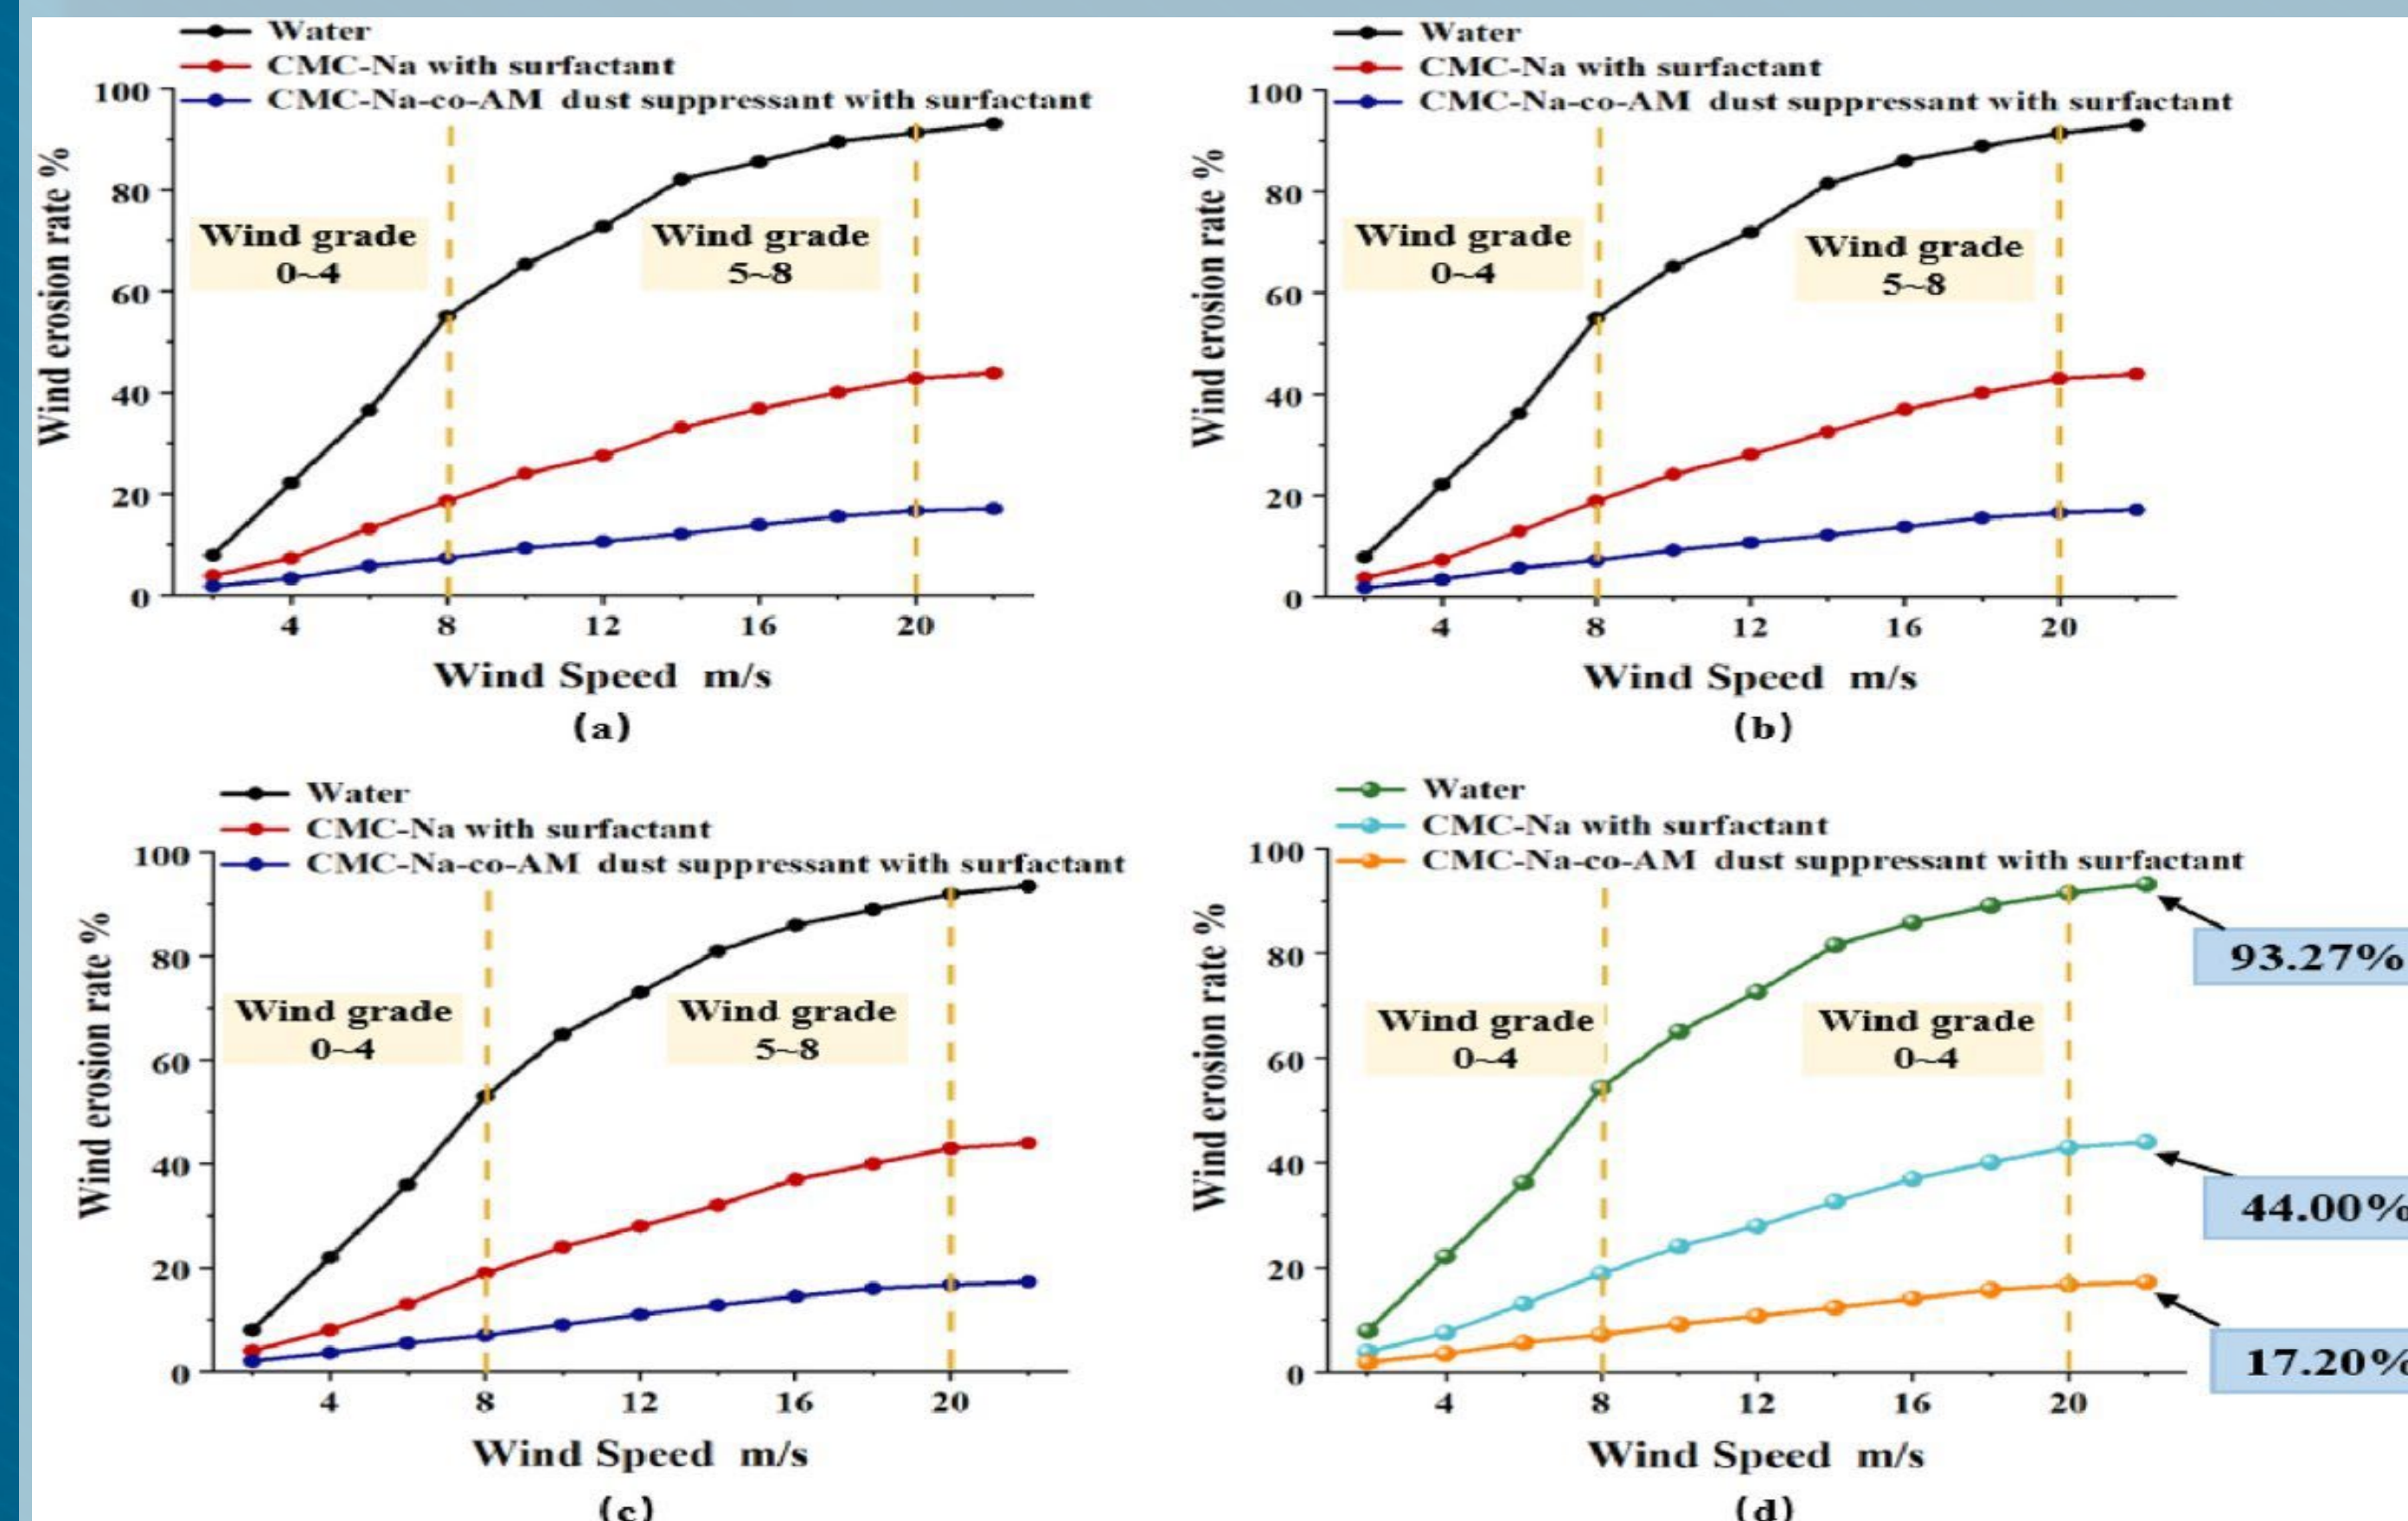 Water
CMC-Na with surfactant
CMC-Na-co-AM dust suppressant with surfactant
100
80
60
40
20
0
Wind erosion rate %
Wind grade
0~4
Wind grade
5~8
4 8 12 16 20
Wind Speed m/s
(a)
Water
CMC-Na with surfactant
CMC-Na-co-AM dust suppressant with surfactant
100
80
60
40
20
0
Wind erosion rate %
Wind grade
0~4
Wind grade
5~8
4 8 12 16 20
Wind Speed m/s
(b)
Water
CMC-Na with surfactant
CMC-Na-co-AM dust suppressant with surfactant
100
80
60
40
20
0
Wind erosion rate %
Wind grade
0~4
Wind grade
5~8
4 8 12 16 20
Wind Speed m/s
(c)
Water
CMC-Na with surfactant
CMC-Na-co-AM dust suppressant with surfactant
100
80
60
40
20
0
Wind erosion rate %
Wind grade
0~4
Wind grade
0~4
93.27%
44.00%
17.20%
4 8 12 16 20
Wind Speed m/s
(d)